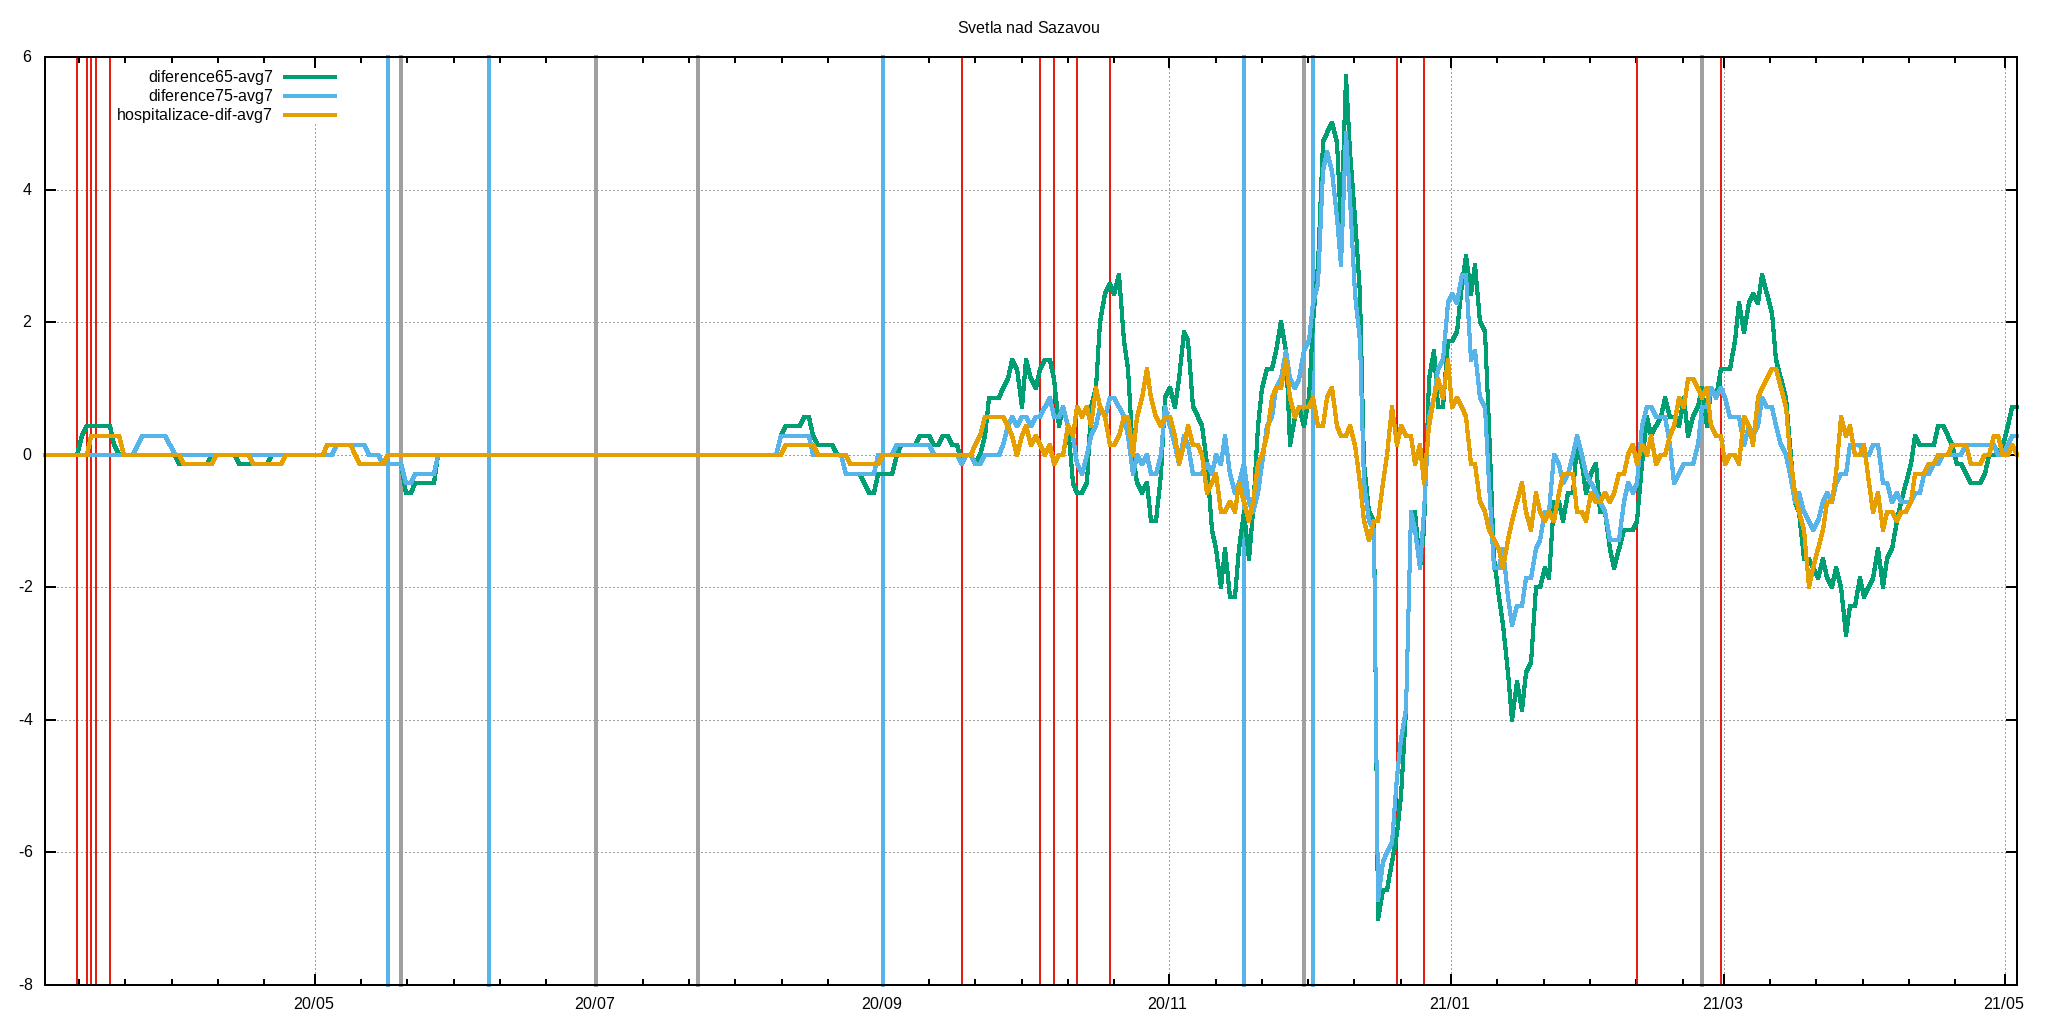 Svetla nad Sazavou
diference65-avg7
diference75-avg7
hospitalizace-dif-avg7
6
4
2
0
-2
-4
-6
-8
20/05 20/07 20/09 20/11 21/01 21/03 21/05